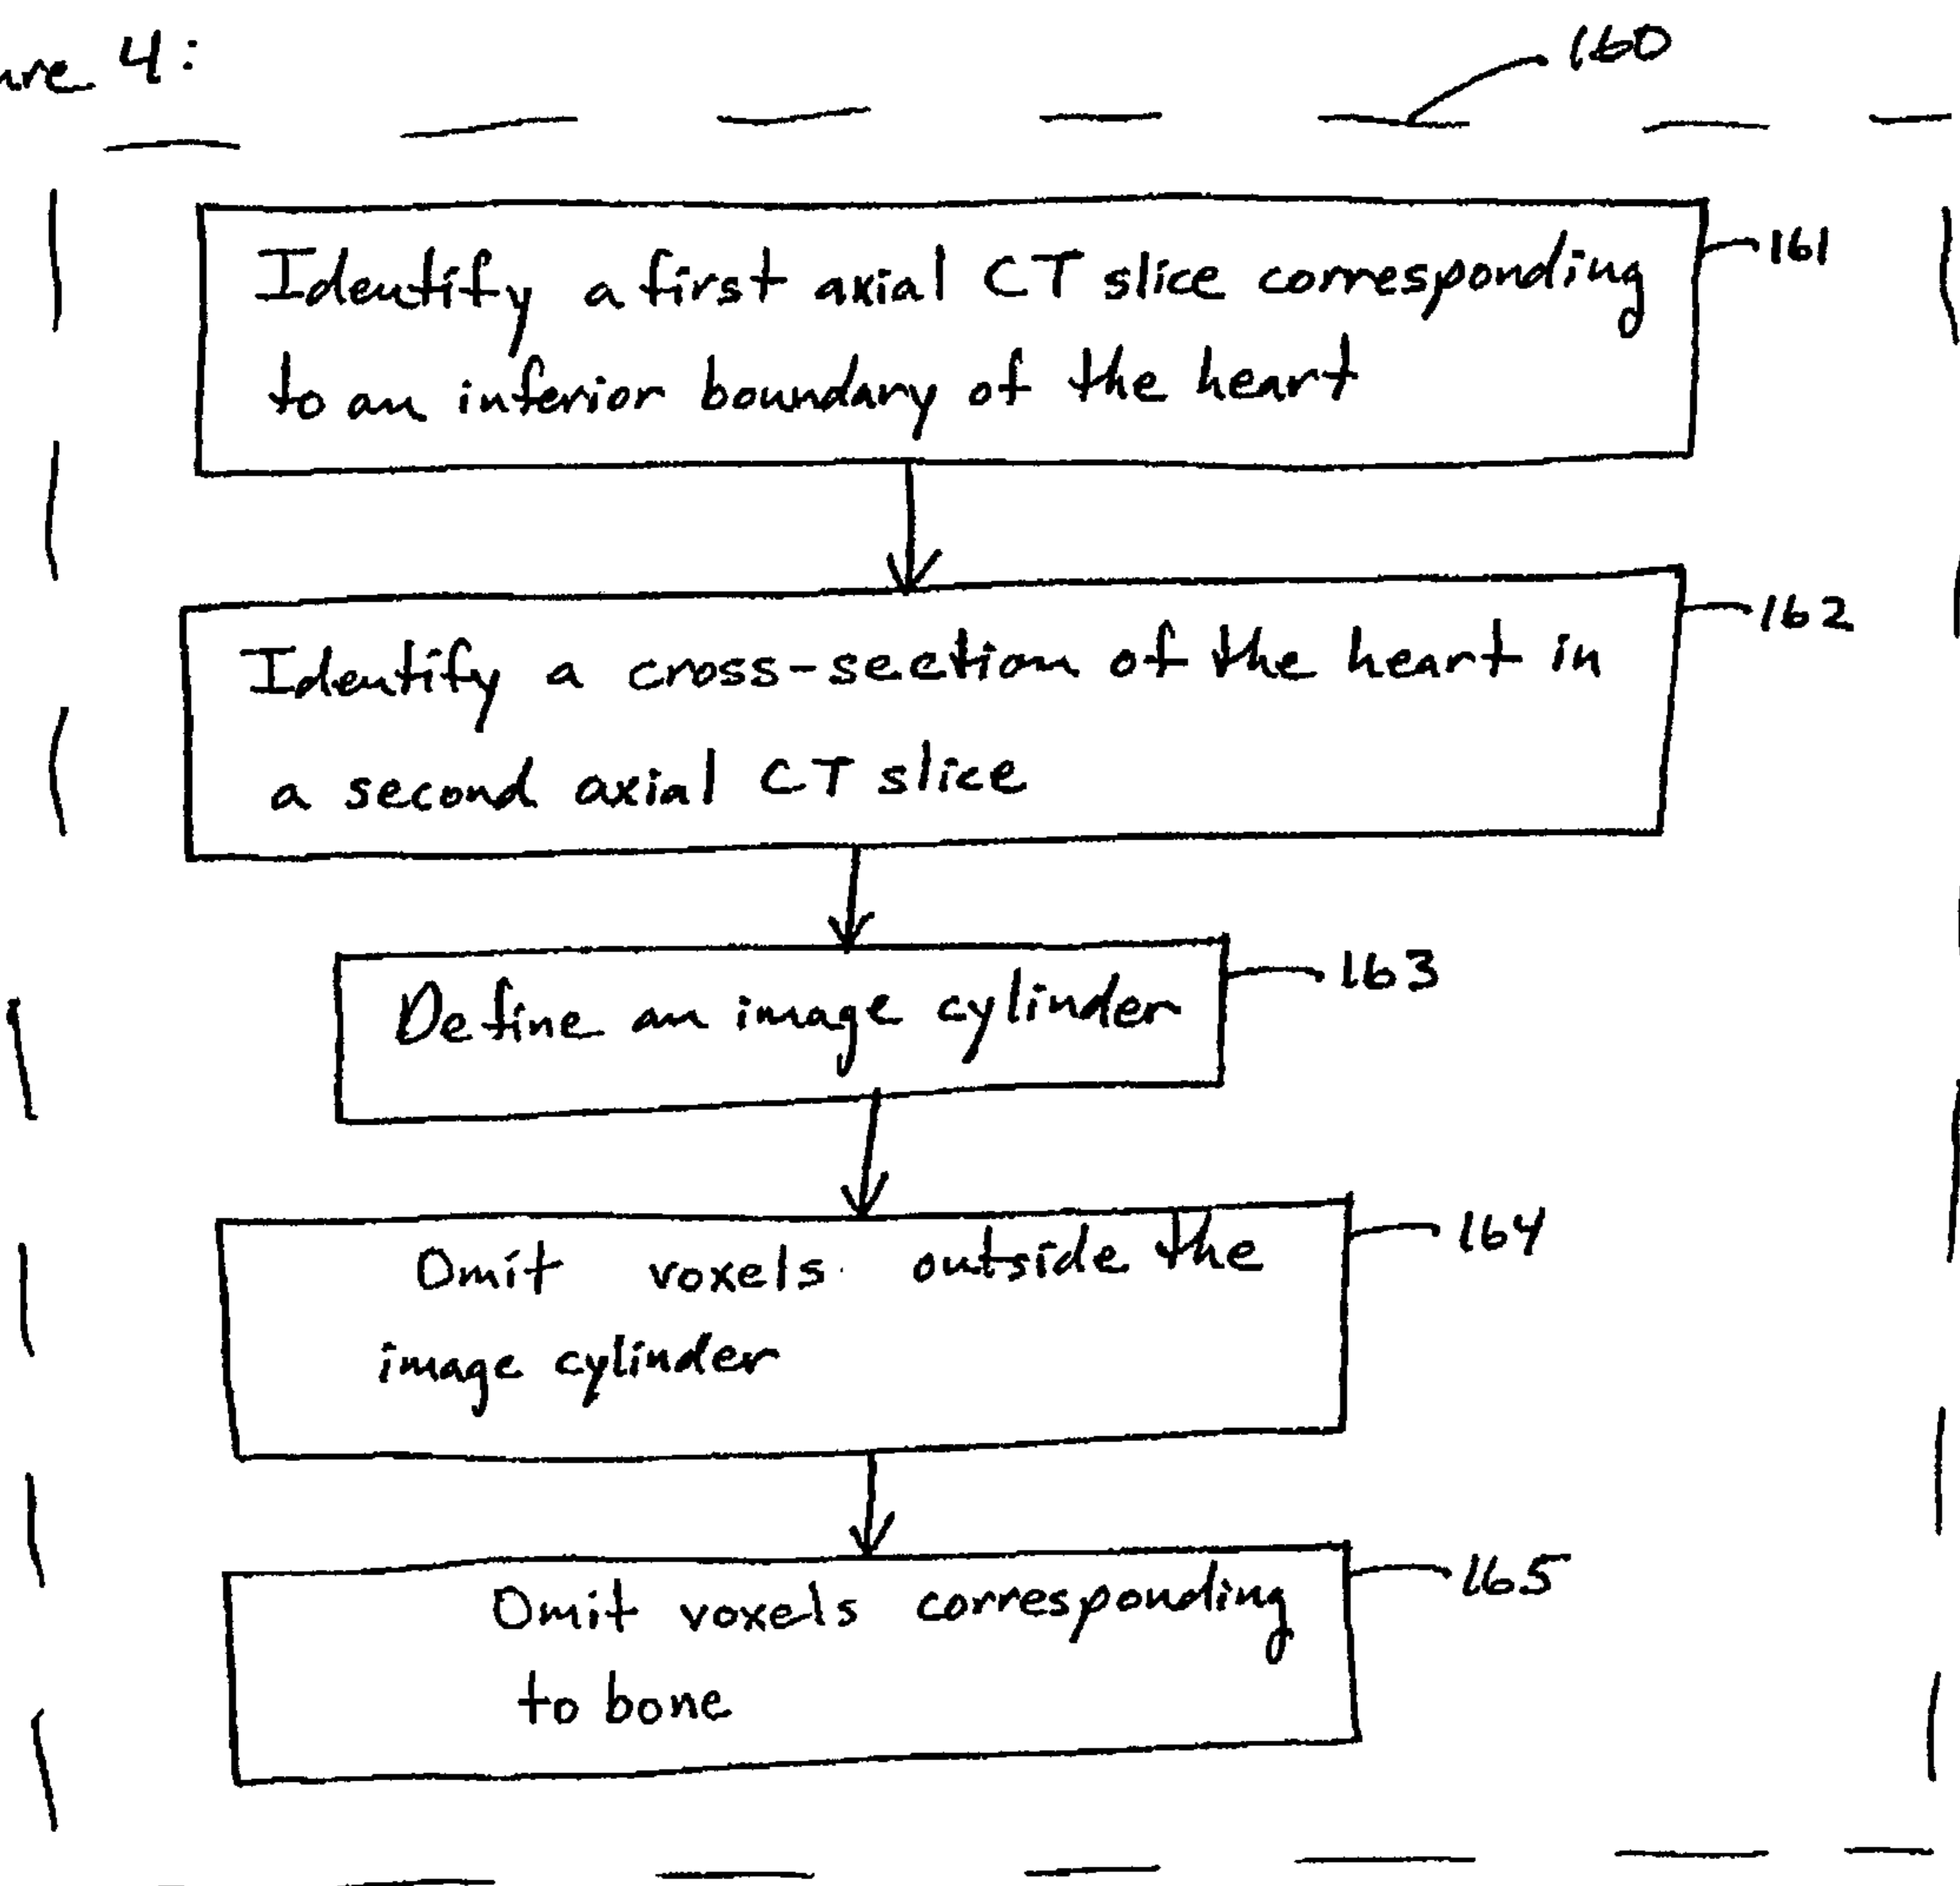 4:
160
Identify a first axial CT slice corresponding
161
to an inferior boundary of the heart
Identify a cross-section of the heart in
162
a second axial CT slice
Define an image cylinder
163
Omit voxels outside the
164
image cylinder
Omit voxels corresponding
165
to bone